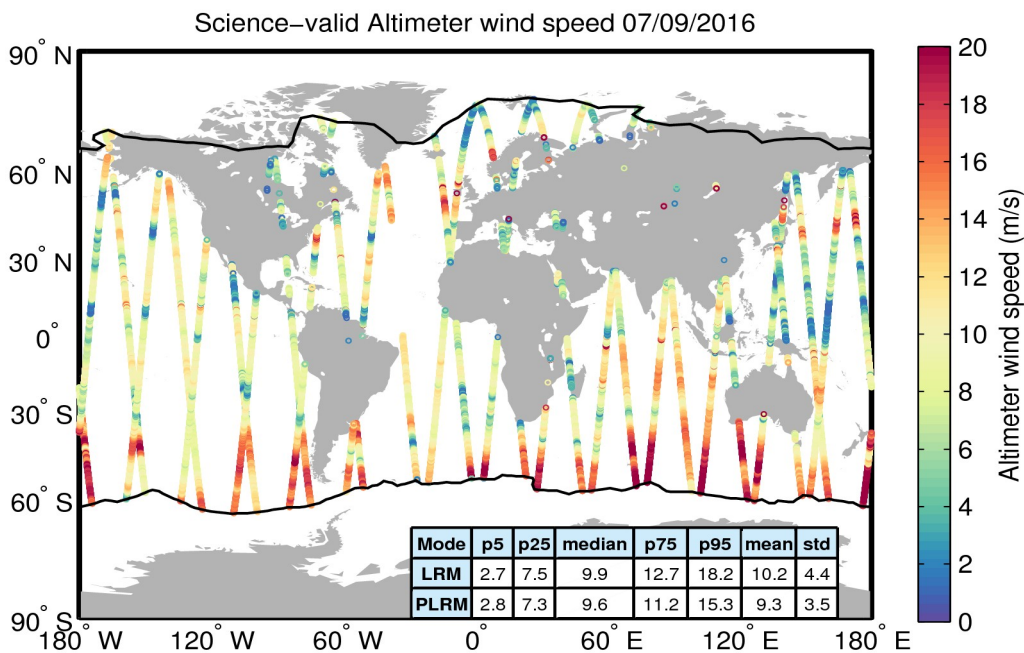 Science−valid Altimeter wind speed 07/09/2016
90° N
60° N
30° N
0°
30° S
60° S
90° S
180° W
120° W
60° W
0°
60° E
120° E
180° E
Mode p5 p25 median p75 p95 mean std
LRM 2.7 7.5 9.9 12.7 18.2 10.2 4.4
PLRM 2.8 7.3 9.6 11.2 15.3 9.3 3.5
20
18
16
14
12
10
8
6
4
2
0
Altimeter wind speed (m/s)